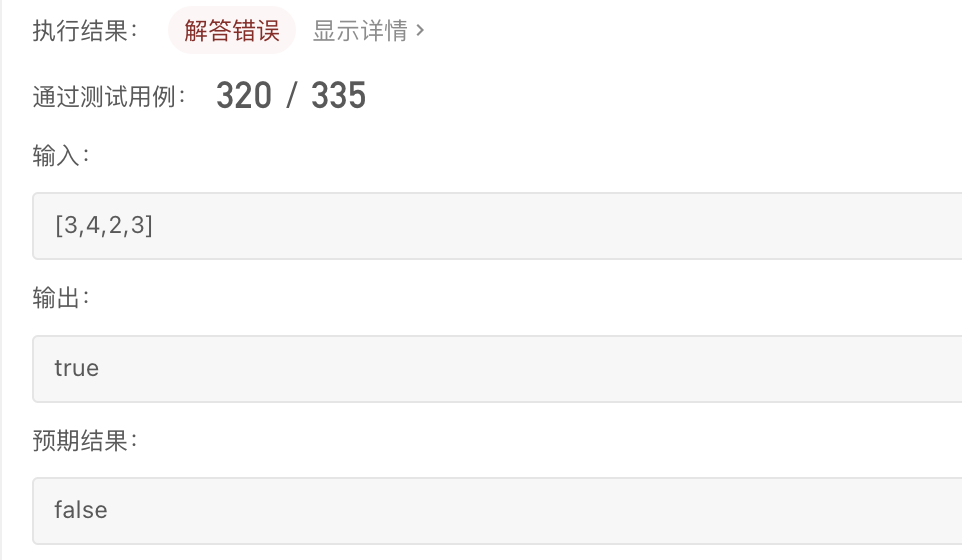 执行结果： 解答错误 显示详情 >
通过测试用例： 320 / 335
输入：
[3,4,2,3]
输出：
true
预期结果：
false